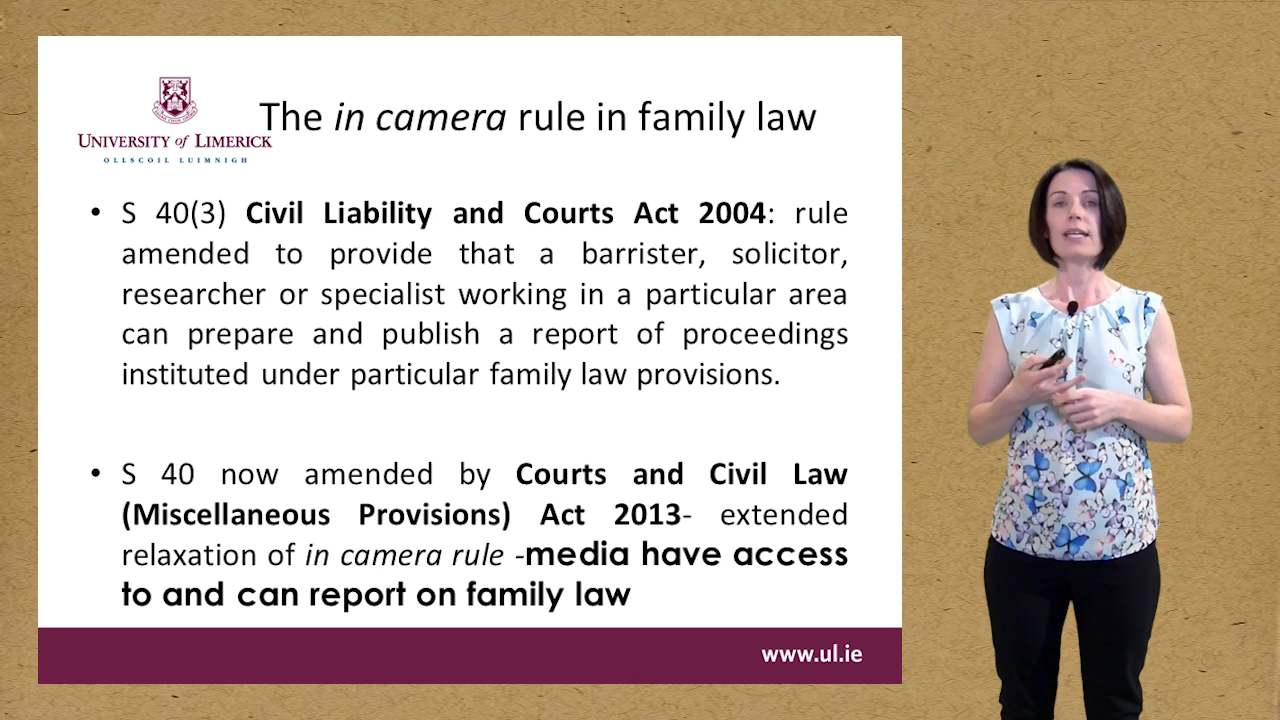 UNIVERSITY of LIMERICK
OLLSCOIL LUIMNIGH
The in camera rule in family law
• S 40(3) Civil Liability and Courts Act 2004: rule
amended to provide that a barrister, solicitor,
researcher or specialist working in a particular area
can prepare and publish a report of proceedings
instituted under particular family law provisions.
• S 40 now amended by Courts and Civil Law
(Miscellaneous Provisions) Act 2013- extended
relaxation of in camera rule -media have access
to and can report on family law
www.ul.ie